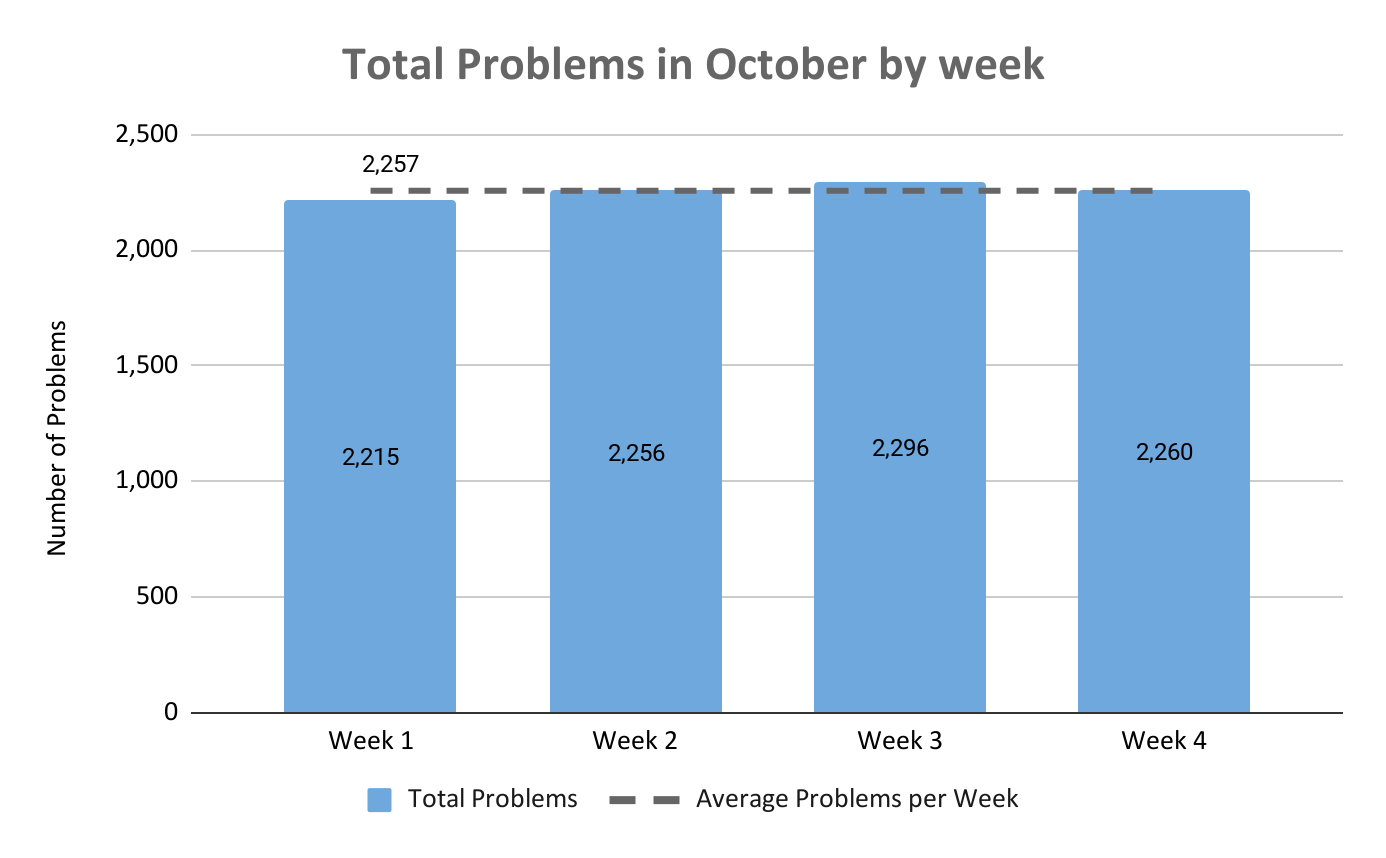 Total Problems in October by week
Number of Problems
2,500
2,000
1,500
1,000
500
0
2,257
2,215
2,256
2,296
2,260
Week 1
Week 2
Week 3
Week 4
Total Problems
Average Problems per Week